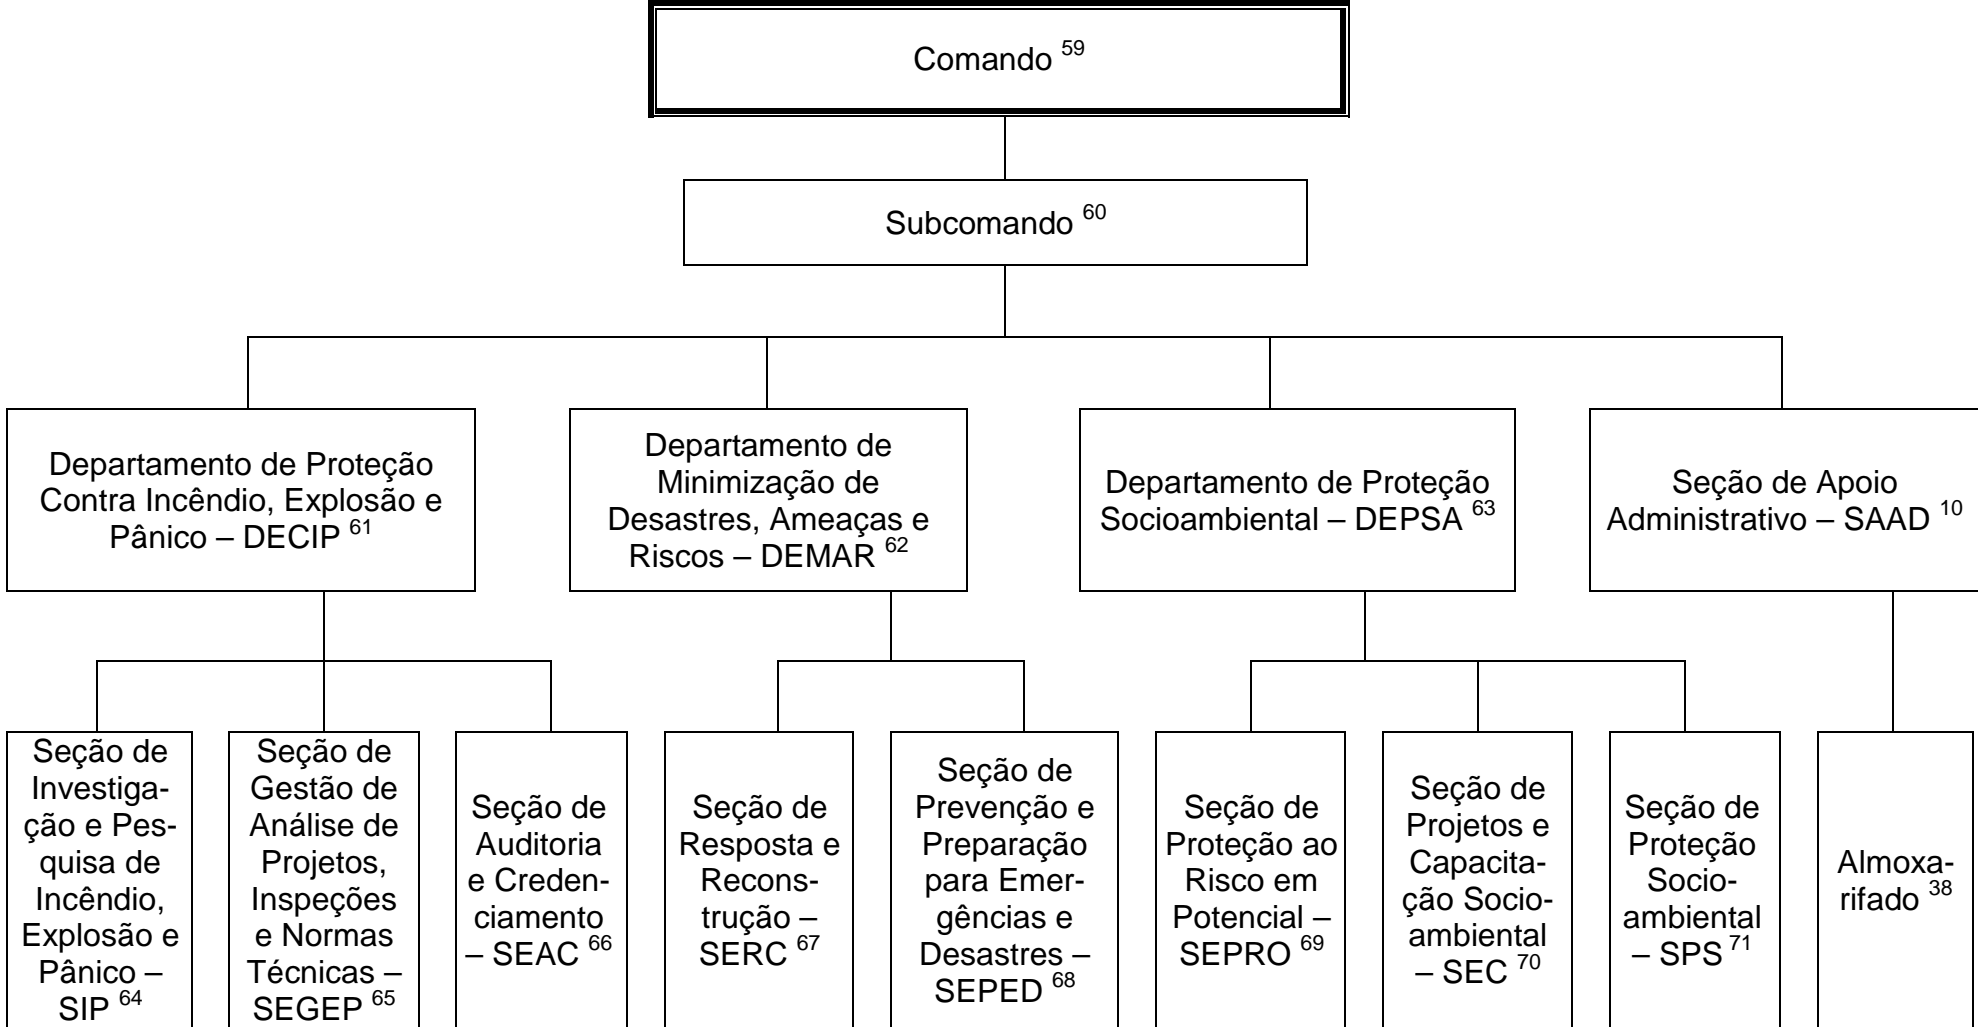 Comando 59
Subcomando 60
Departamento de Proteção
Contra Incêndio, Explosão e
Pânico – DECIP 61
Departamento de
Minimização de
Desastres, Ameaças e
Riscos – DEMAR 62
Departamento de Proteção
Socioambiental – DEPSA 63
Seção de Apoio
Administrativo – SAAD 10
Seção de
Investiga-
ção e Pes-
quisa de
Incêndio,
Explosão e
Pânico –
SIP 64
Seção de
Gestão de
Análise de
Projetos,
Inspeções
e Normas
Técnicas –
SEGEP 65
Seção de
Auditoria
e Creden-
ciamento
– SEAC 66
Seção de
Resposta e
Recons-
trução –
SERC 67
Seção de
Prevenção e
Preparação
para Emer-
gências e
Desastres –
SEPED 68
Seção de
Proteção ao
Risco em
Potencial –
SEPRO 69
Seção de
Projetos e
Capacita-
ção Socio-
ambiental
– SEC 70
Seção de
Proteção
Socio-
ambiental
– SPS 71
Almoxa-
rifado 38